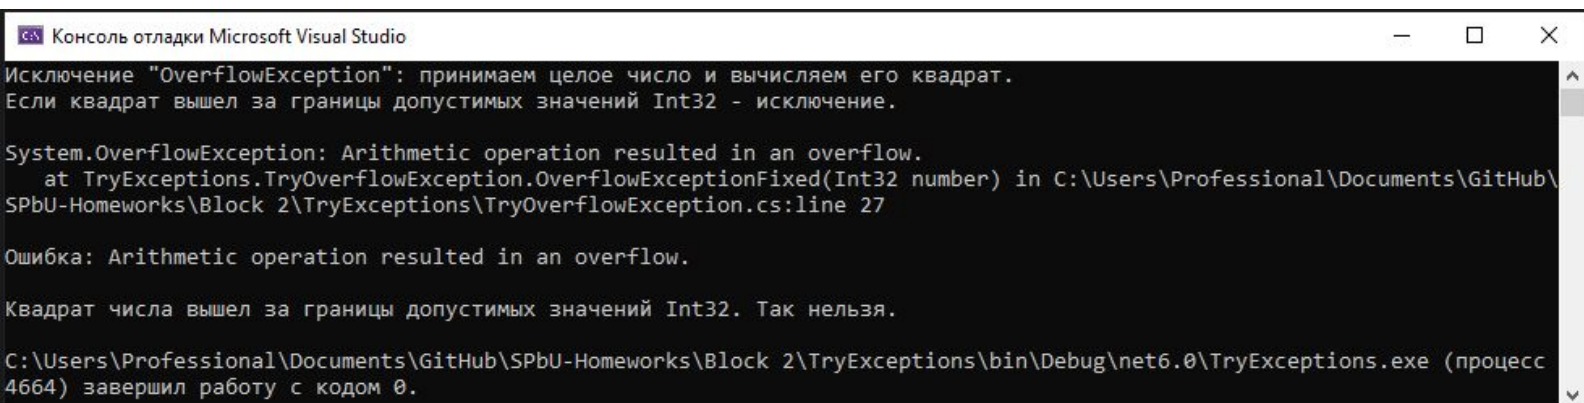 Консоль отладки Microsoft Visual Studio
Исключение "OverflowException": принимаем целое число и вычисляем его квадрат.
Если квадрат вышел за границы допустимых значений Int32 - исключение.
System.OverflowException: Arithmetic operation resulted in an overflow.
at TryExceptions.TryOverflowException.OverflowExceptionFixed(Int32 number) in C:\Users\Professional\Documents\GitHub\
SPbU-Homeworks\Block 2\TryExceptions\TryOverflowException.cs:line 27
Ошибка: Arithmetic operation resulted in an overflow.
Квадрат числа вышел за границы допустимых значений Int32. Так нельзя.
C:\Users\Professional\Documents\GitHub\SPbU-Homeworks\Block 2\TryExceptions\bin\Debug\net6.0\TryExceptions.exe (процесс
4664) завершил работу с кодом 0.